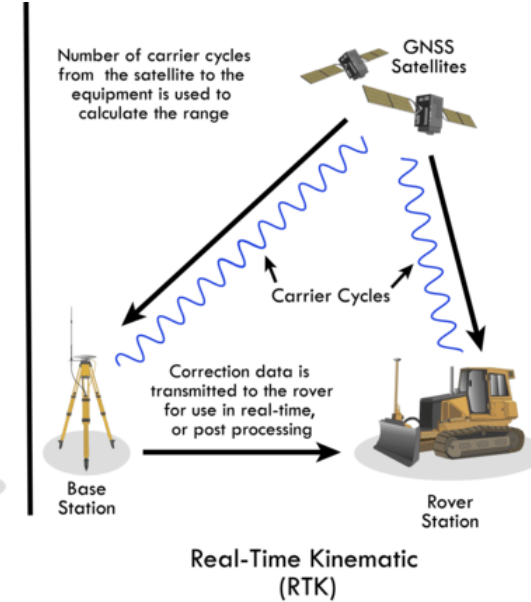 Number of carrier cycles
from the satellite to the
equipment is used to
calculate the range
GNSS
Satellites
Carrier Cycles
Correction data is
transmitted to the rover
for use in real-time,
or post processing
Base
Station
Rover
Station
Real-Time Kinematic
(RTK)